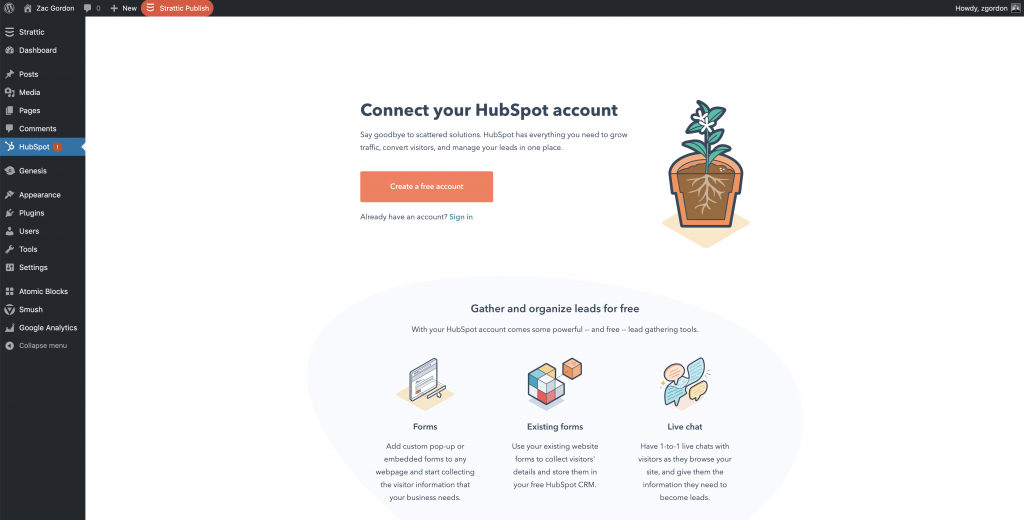 Zac Gordon 0 New Strattic Publish Howdy, zgordon
Strattic
Dashboard
Posts
Media
Pages
Comments
HubSpot !
Genesis
Appearance
Plugins
Users
Tools
Settings
Atomic Blocks
Smush
Google Analytics
Collapse menu
Connect your HubSpot account
Say goodbye to scattered solutions. HubSpot has everything you need to grow
traffic, convert visitors, and manage your leads in one place.
Create a free account
Already have an account? Sign in
Gather and organize leads for free
With your HubSpot account comes some powerful -- and free -- lead gathering tools.
Forms
Add custom pop-up or
embedded forms to any
webpage and start collecting
the visitor information that
your business needs.
Existing forms
Use your existing website
forms to collect visitors'
details and store them in
your free HubSpot CRM.
Live chat
Have 1-to-1 live chats with
visitors as they browse your
site, and give them the
information they need to
become leads.